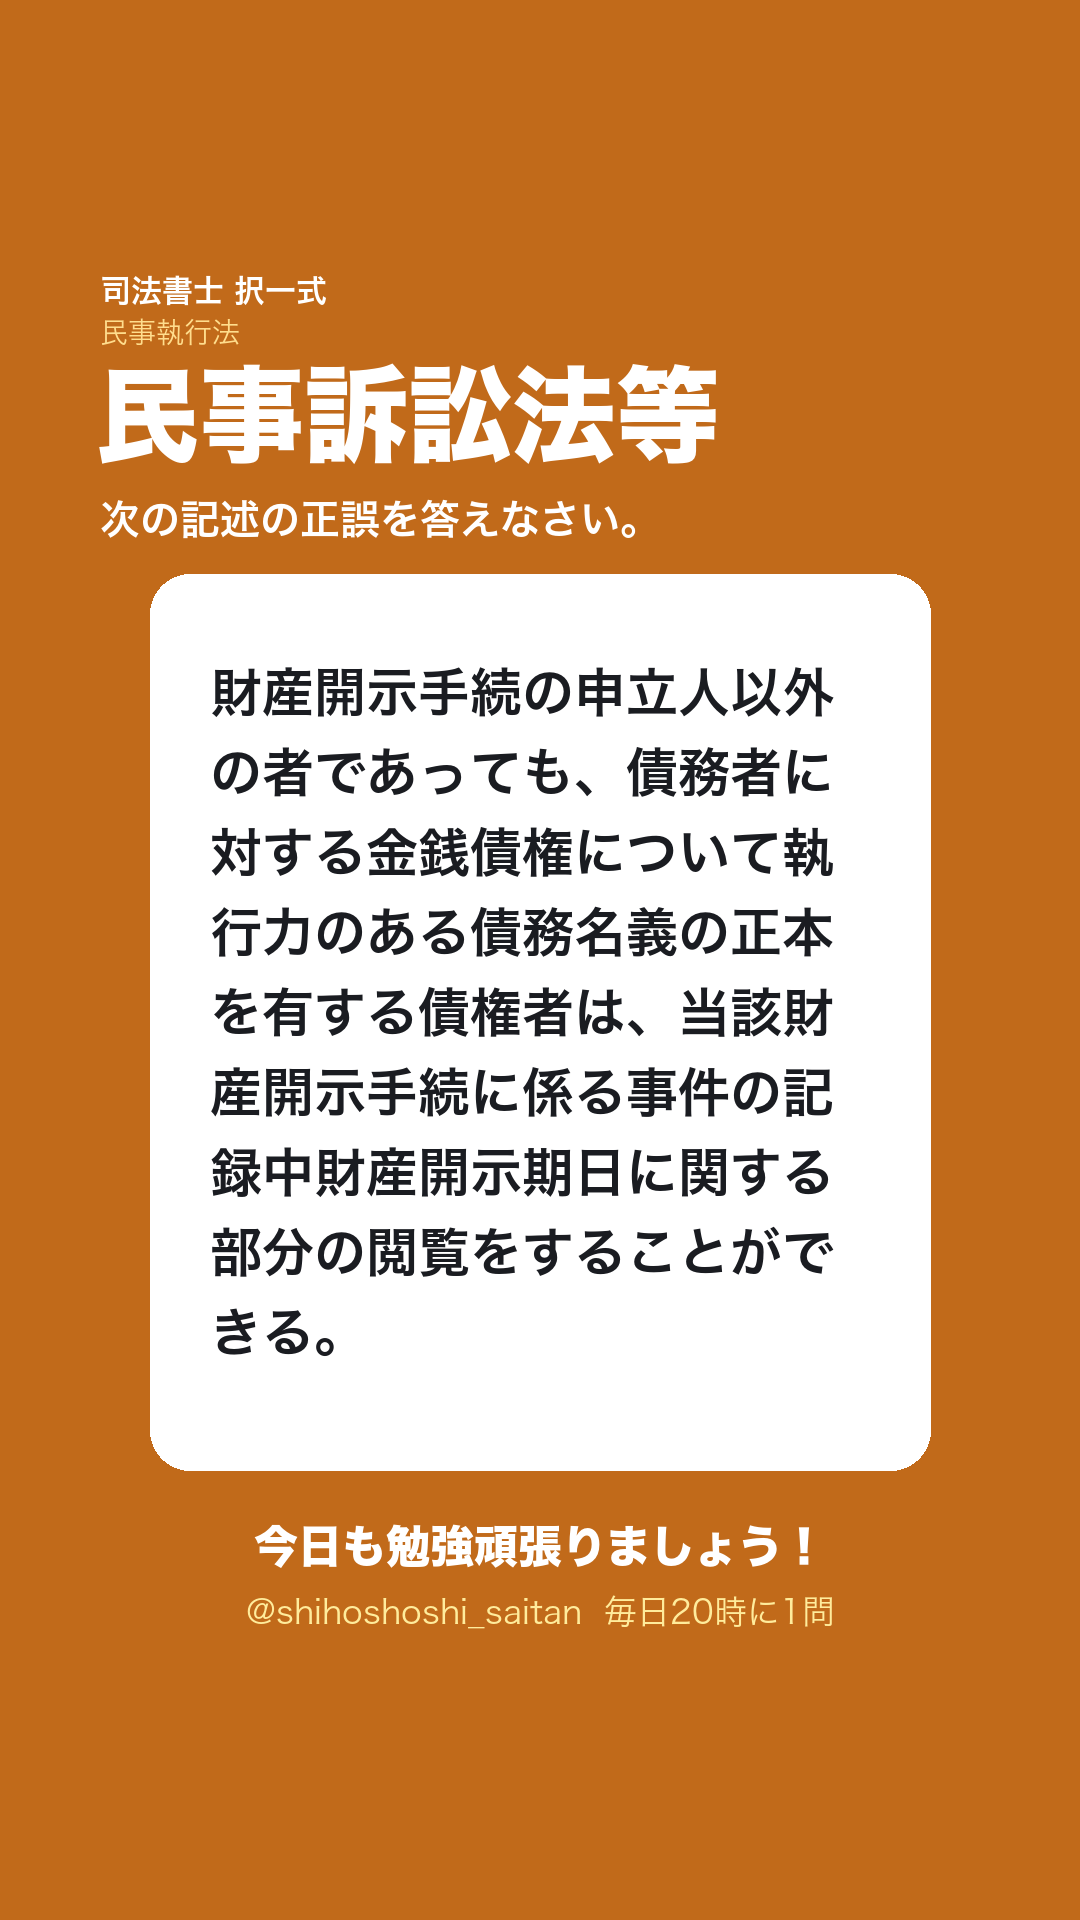 司法書士 択一式
民事執行法
民事訴訟法等
次の記述の正誤を答えなさい。
財産開示手続の申立人以外
の者であっても、債務者に
対する金銭債権について執
行力のある債務名義の正本
を有する債権者は、当該財
産開示手続に係る事件の記
録中財産開示期日に関する
部分の閲覧をすることがで
きる。
今日も勉強頑張りましょう！
@shihoshoshi_saitan 毎日20時に1問